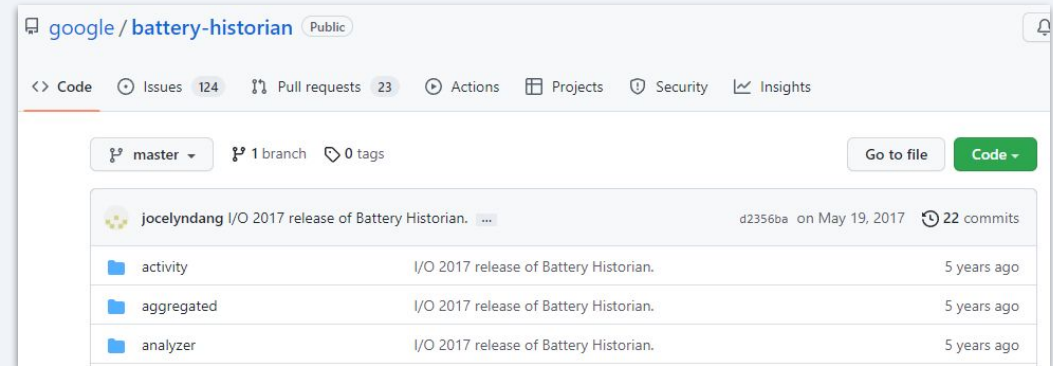 google / battery-historian Public
Code Issues 124 Pull requests 23 Actions Projects Security Insights
master 1 branch 0 tags Go to file Code
jocelyndang I/O 2017 release of Battery Historian. ... d2356ba on May 19, 2017 22 commits
activity I/O 2017 release of Battery Historian. 5 years ago
aggregated I/O 2017 release of Battery Historian. 5 years ago
analyzer I/O 2017 release of Battery Historian. 5 years ago